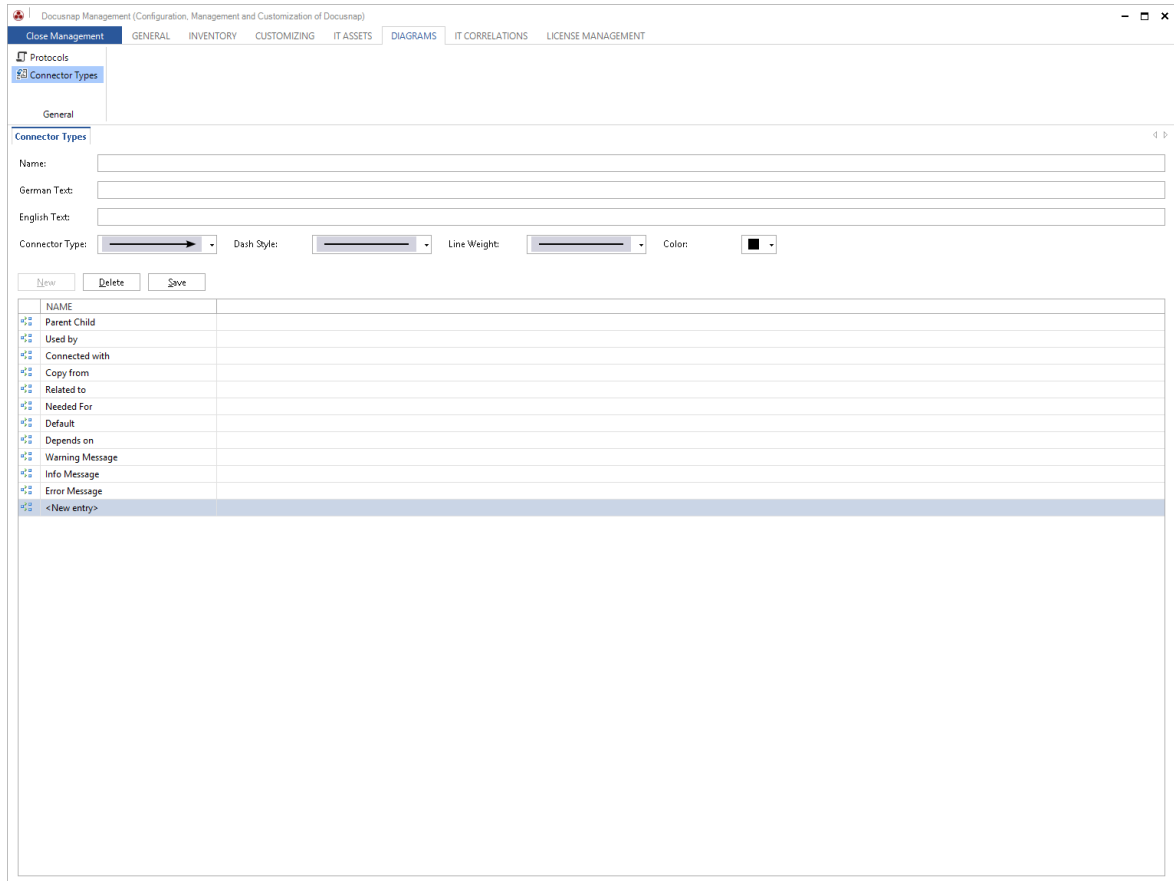 Docusnap Management (Configuration, Management and Customization of Docusnap)
Close Management GENERAL INVENTORY CUSTOMIZING IT ASSETS DIAGRAMS IT CORRELATIONS LICENSE MANAGEMENT
Protocols
Connector Types
General
Connector Types
Name:
German Text:
English Text:
Connector Type: Dash Style: Line Weight: Color:
New Delete Save
NAME
Parent Child
Used by
Connected with
Copy from
Related to
Needed For
Default
Depends on
Warning Message
Info Message
Error Message
<New entry>